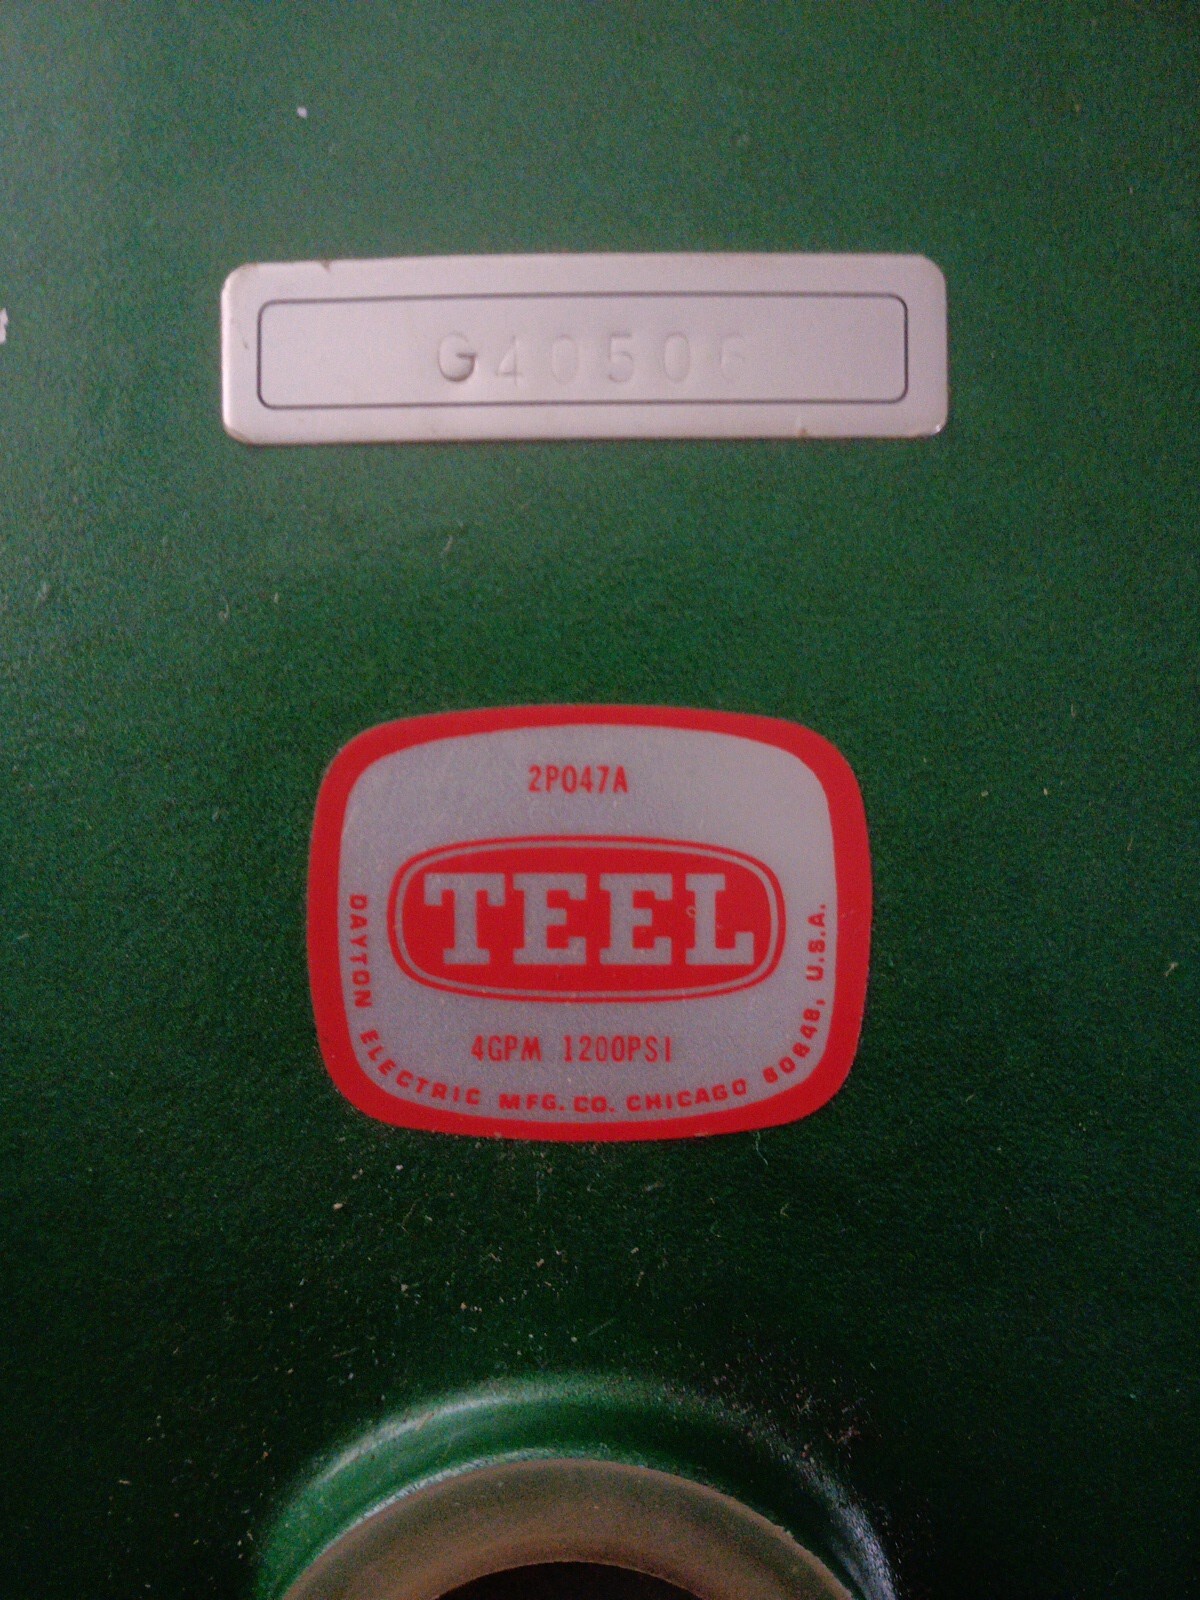 G40506
2P047A
TEEL
4GPM 1200PSI
DAYTON ELECTRIC MFG. CO. CHICAGO 60648, U.S.A.